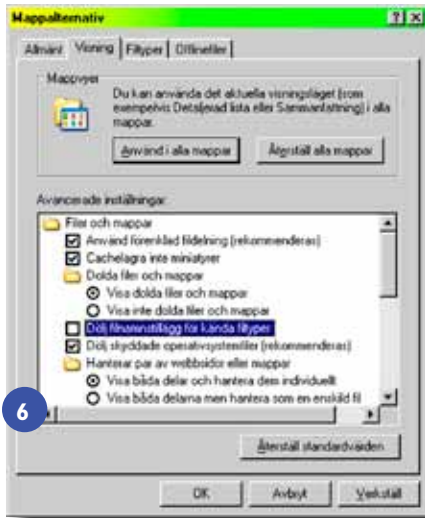 Mappalternativ
Allmänt Visning Filtyper Offlinefiler
Mappvyer
Du kan använda det aktuella visningsläget (som
exempelvis Detaljerad lista eller Sammanfattning) i alla
mappar.
Använd i alla mappar Återställ alla mappar
Avancerade inställningar:
Filer och mappar
Använd förenklad fildelning (rekommenderas)
Cachelagra inte miniatyrer
Dolda filer och mappar
Visa dolda filer och mappar
Visa inte dolda filer och mappar
Dölj filnamnstillägg för kända filtyper
Dölj skyddade operativsystemfiler (rekommenderas)
Hanterar par av webbsidor eller mappar
Visa båda delar och hantera dem individuellt
Visa båda delarna men hantera som en enskild fil
6
Återställ standardvärden
OK Avbryt Verkställ